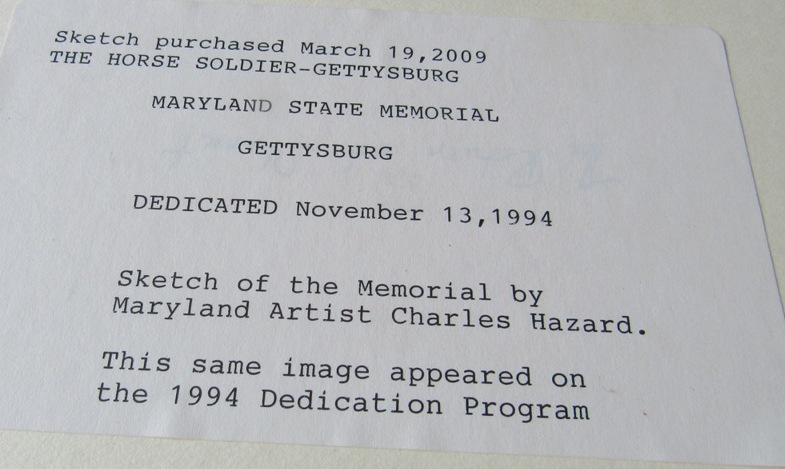 Sketch purchased March 19,2009
THE HORSE SOLDIER-GETTYSBURG
MARYLAND STATE MEMORIAL
GETTYSBURG
DEDICATED November 13,1994
Sketch of the Memorial by
Maryland Artist Charles Hazard.
This same image appeared on
the 1994 Dedication Program